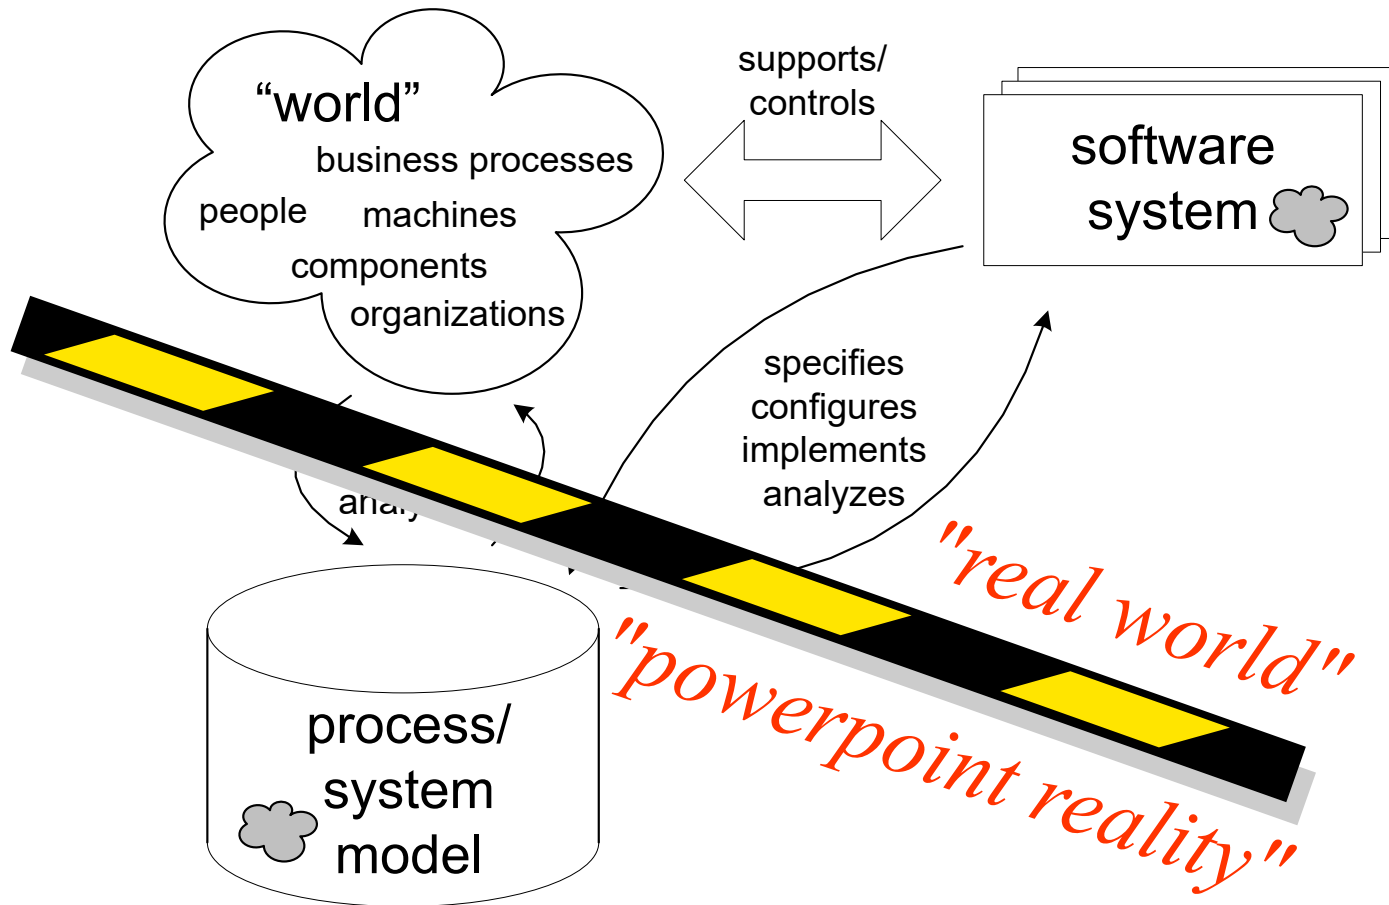 “world”
business processes
people
machines
components
organizations
supports/
controls
software
system
specifies
configures
implements
analyzes
"real world"
"powerpoint reality"
process/
system
model